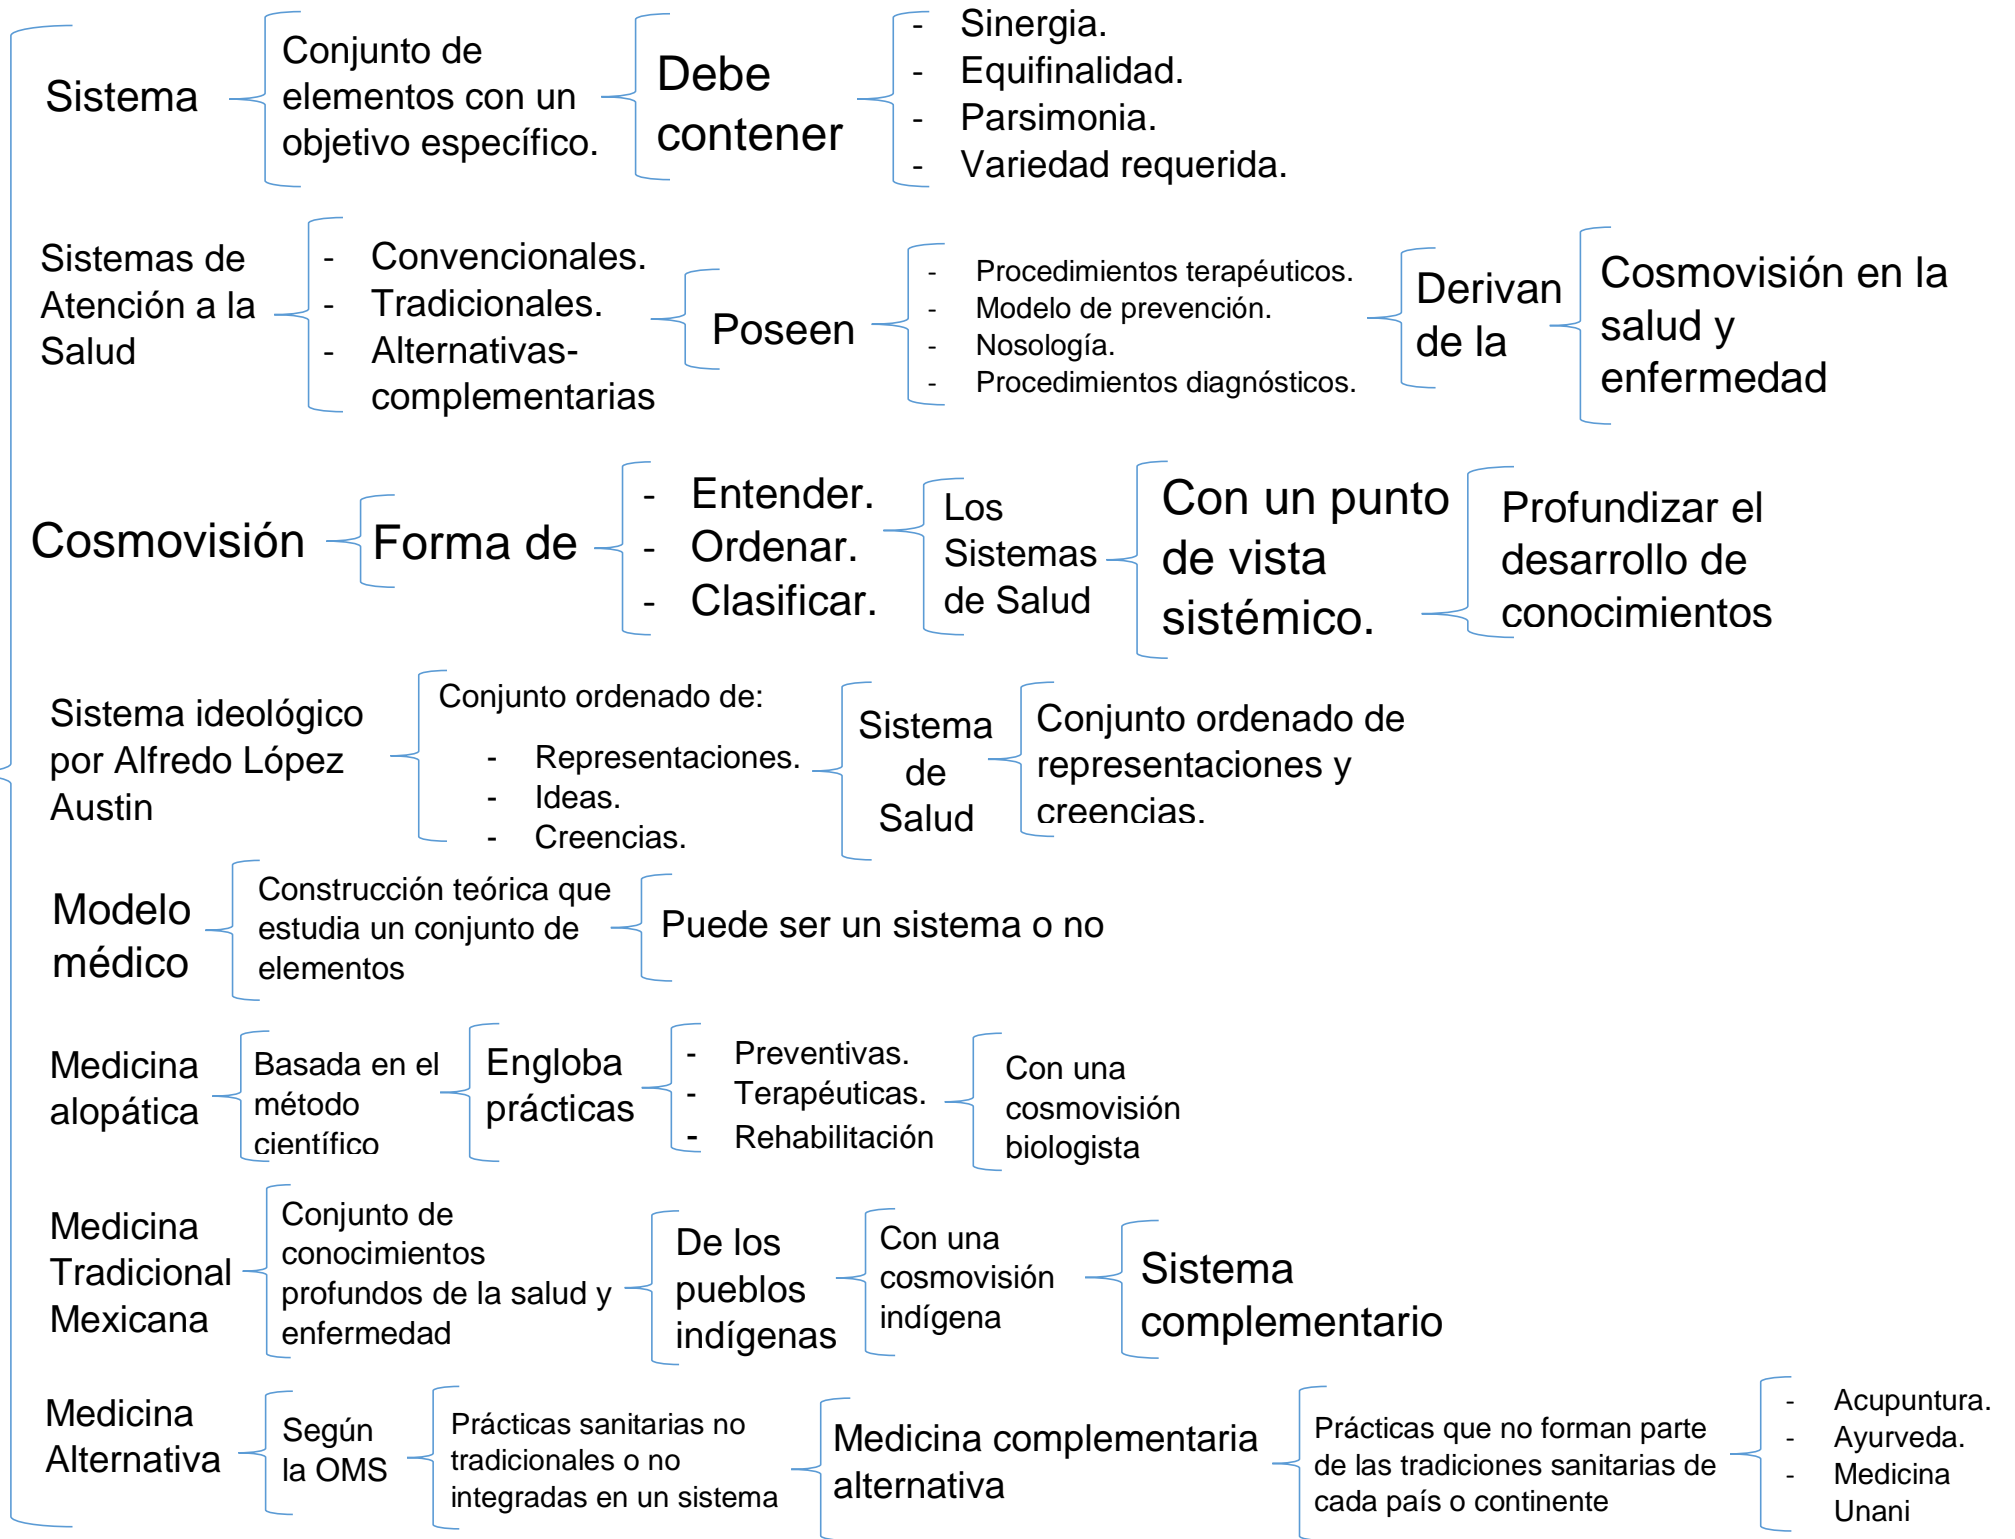 Sistema
Conjunto de
elementos con un
objetivo específico.
Debe
contener
- Sinergia.
- Equifinalidad.
- Parsimonia.
- Variedad requerida.
Sistemas de
Atención a la
Salud
- Convencionales.
- Tradicionales.
- Alternativas-
complementarias
Poseen
- Procedimientos terapéuticos.
- Modelo de prevención.
- Nosología.
- Procedimientos diagnósticos.
Derivan
de la
Cosmovisión en la
salud y
enfermedad
Cosmovisión
Forma de
- Entender.
- Ordenar.
- Clasificar.
Los
Sistemas
de Salud
Con un punto
de vista
sistémico.
Profundizar el
desarrollo de
conocimientos
Sistema ideológico
por Alfredo López
Austin
Conjunto ordenado de:
- Representaciones.
- Ideas.
- Creencias.
Sistema
de
Salud
Conjunto ordenado de
representaciones y
creencias.
Modelo
médico
Construcción teórica que
estudia un conjunto de
elementos
Puede ser un sistema o no
Medicina
alopática
Basada en el
método
científico
Engloba
prácticas
- Preventivas.
- Terapéuticas.
- Rehabilitación
Con una
cosmovisión
biologista
Medicina
Tradicional
Mexicana
Conjunto de
conocimientos
profundos de la salud y
enfermedad
De los
pueblos
indígenas
Con una
cosmovisión
indígena
Sistema
complementario
Medicina
Alternativa
Según
la OMS
Prácticas sanitarias no
tradicionales o no
integradas en un sistema
Medicina complementaria
alternativa
Prácticas que no forman parte
de las tradiciones sanitarias de
cada país o continente
- Acupuntura.
- Ayurveda.
- Medicina
Unani